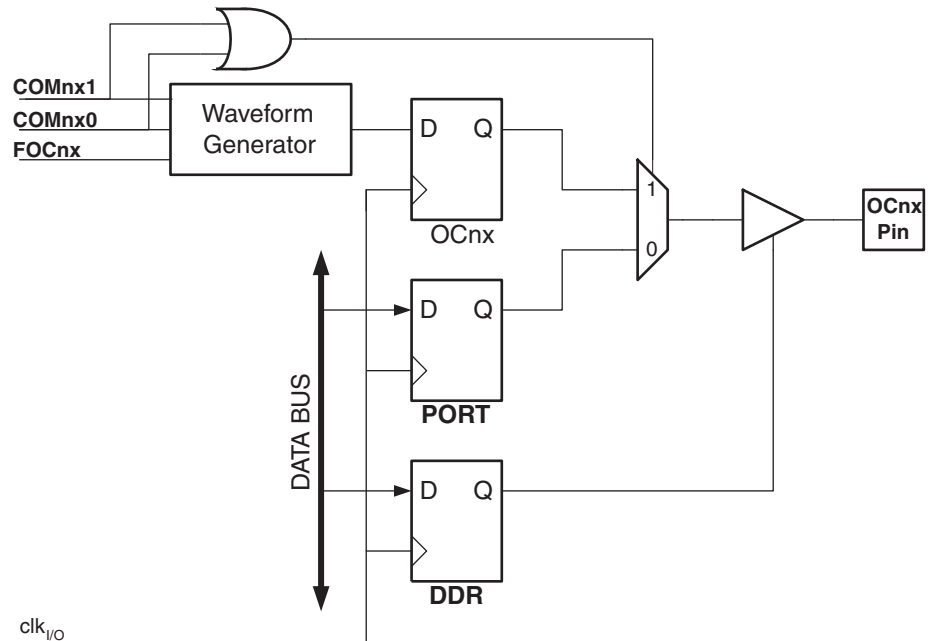 COMnx1
COMnx0
FOCnx
Waveform
Generator
D Q
OCnx
1
0
OCnx
Pin
D Q
PORT
DATA BUS
D Q
DDR
clkI/O